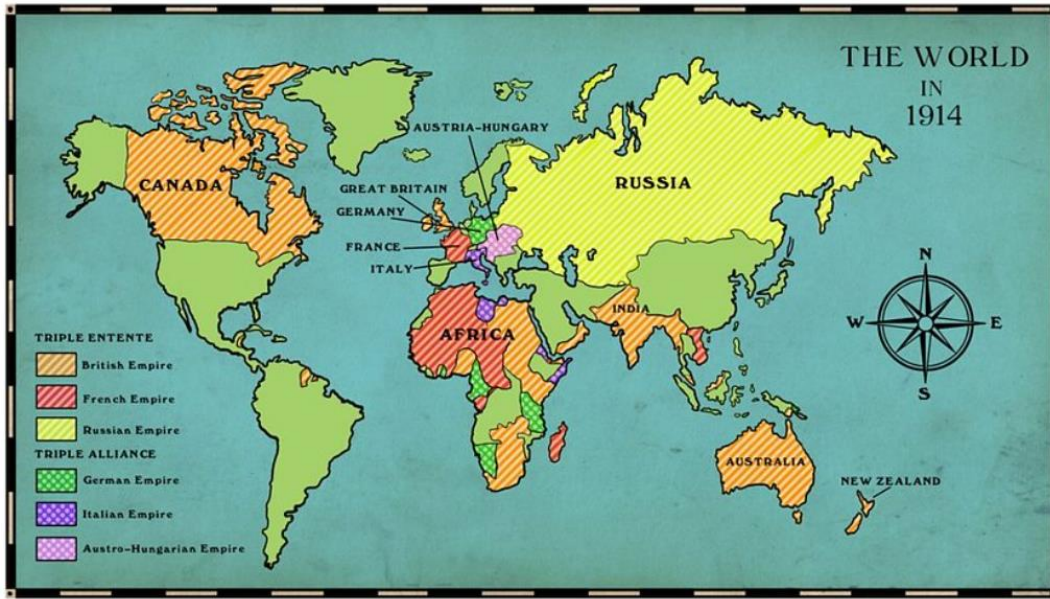 THE WORLD
IN
1914
AUSTRIA-HUNGARY
CANADA
RUSSIA
GREAT BRITAIN
GERMANY
FRANCE
ITALY
INDIA
AFRICA
N
W
E
S
TRIPLE ENTENTE
British Empire
French Empire
Russian Empire
TRIPLE ALLIANCE
German Empire
Italian Empire
Austro-Hungarian Empire
AUSTRALIA
NEW ZEALAND